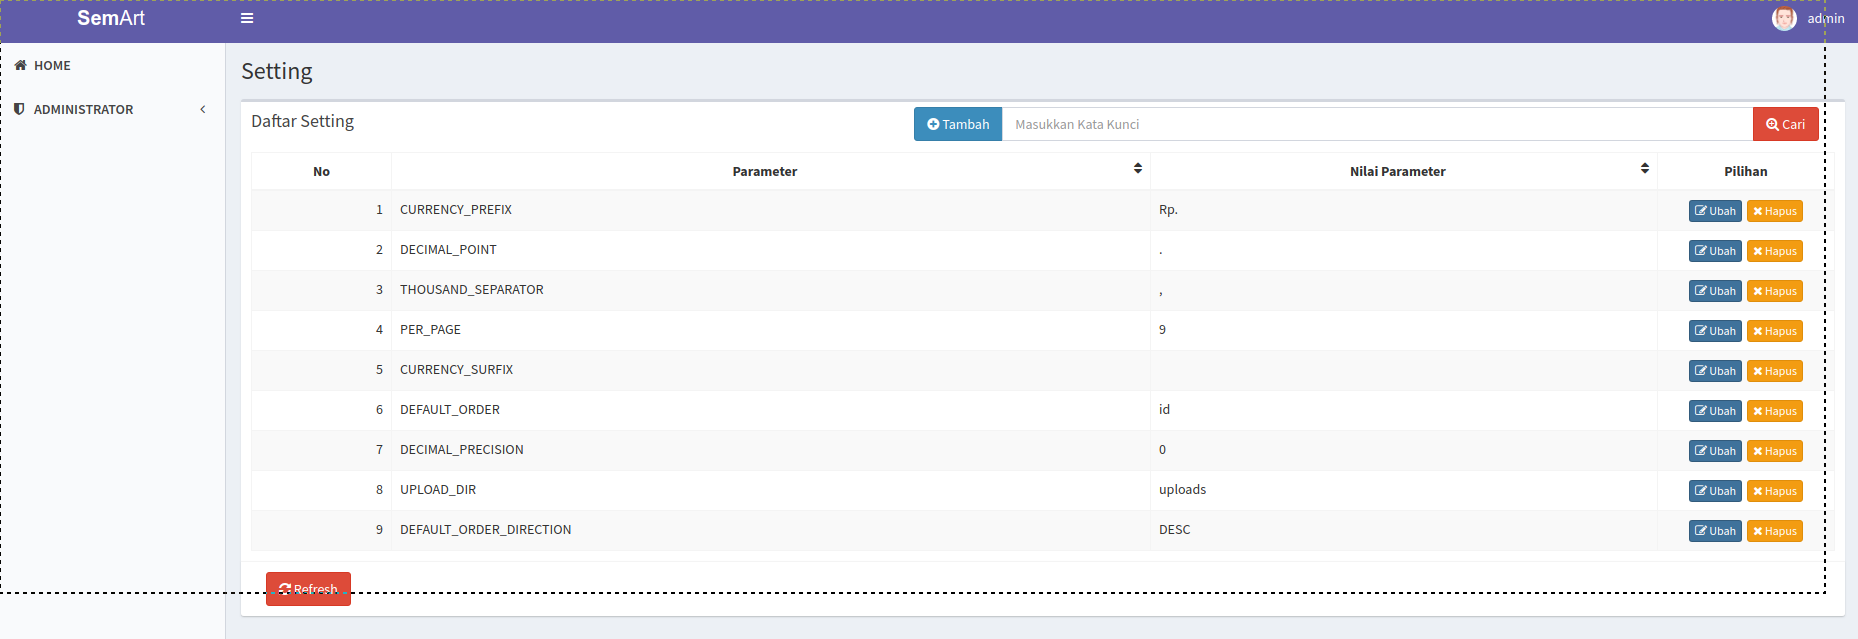 SemArt admin
HOME
ADMINISTRATOR
Setting
Daftar Setting Tambah Masukkan Kata Kunci Cari
No Parameter Nilai Parameter Pilihan
1 CURRENCY_PREFIX Rp. Ubah Hapus
2 DECIMAL_POINT . Ubah Hapus
3 THOUSAND_SEPARATOR , Ubah Hapus
4 PER_PAGE 9 Ubah Hapus
5 CURRENCY_SURFIX Ubah Hapus
6 DEFAULT_ORDER id Ubah Hapus
7 DECIMAL_PRECISION 0 Ubah Hapus
8 UPLOAD_DIR uploads Ubah Hapus
9 DEFAULT_ORDER_DIRECTION DESC Ubah Hapus
Refresh